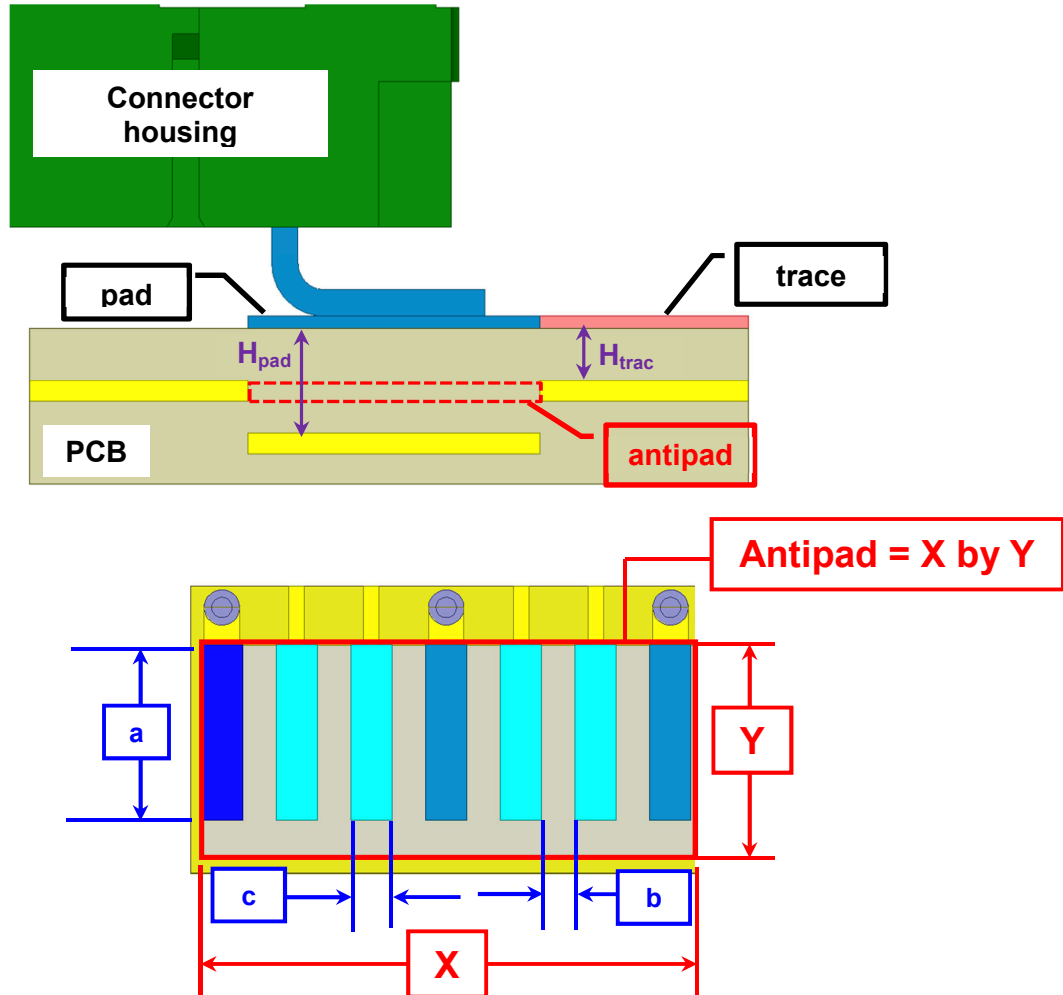 Connector
housing
pad
trace
Hpad
Htrac
PCB
antipad
Antipad = X by Y
a
Y
c
b
X